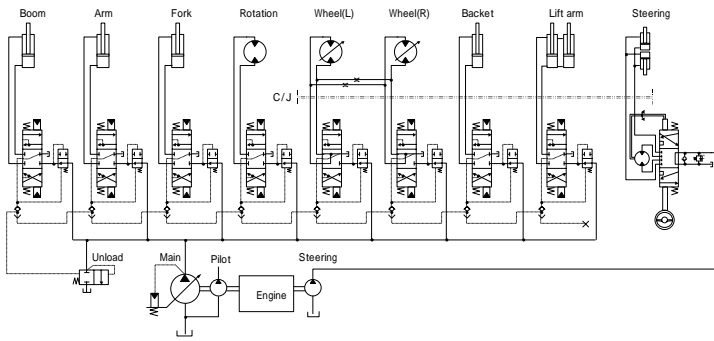 Boom Arm Fork Rotation Wheel(L) Wheel(R) Backet Lift arm Steering
C/J
Unload Main Pilot Steering
Engine